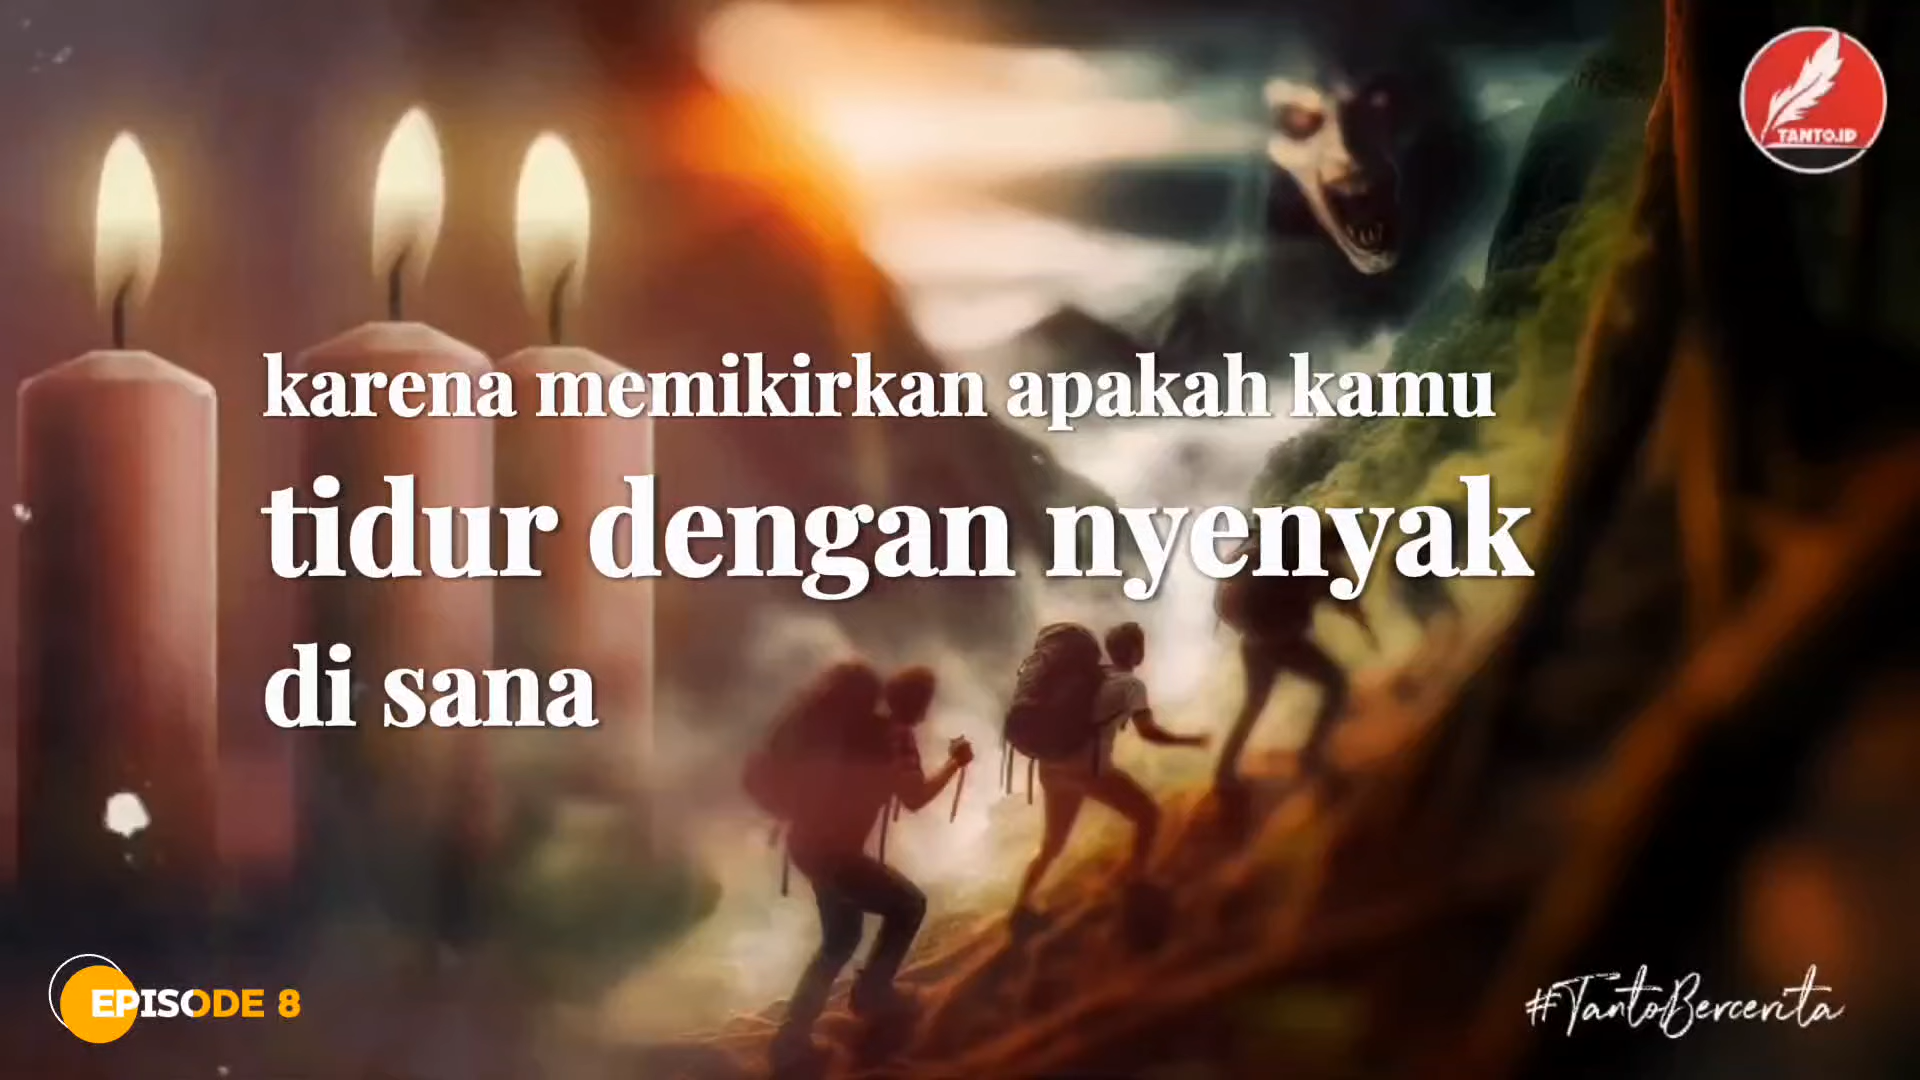 TANTO.ID
karena memikirkan apakah kamu
tidur dengan nyenyak
di sana
EPISODE 8
#TantoBercerita